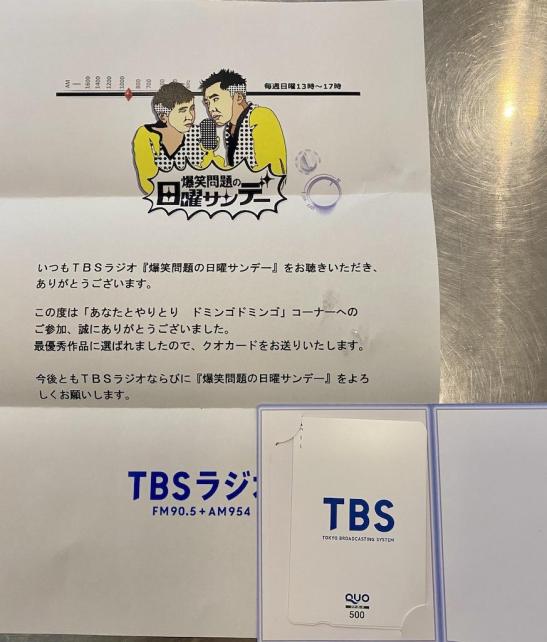 AM
1600
1400
1200
1000
800
700
毎週日曜13時～17時
爆笑問題の
日曜サンデー
いつもＴＢＳラジオ『爆笑問題の日曜サンデー』をお聴きいただき、
ありがとうございます。
この度は「あなたとやりとり　ドミンゴドミンゴ」コーナーへの
ご参加、誠にありがとうございました。
最優秀作品に選ばれましたので、クオカードをお送りいたします。
今後ともＴＢＳラジオならびに『爆笑問題の日曜サンデー』をよろ
しくお願いします。
TBSラジ
FM90.5+AM954
TBS
TOKYO BROADCASTING SYSTEM
QUO
500